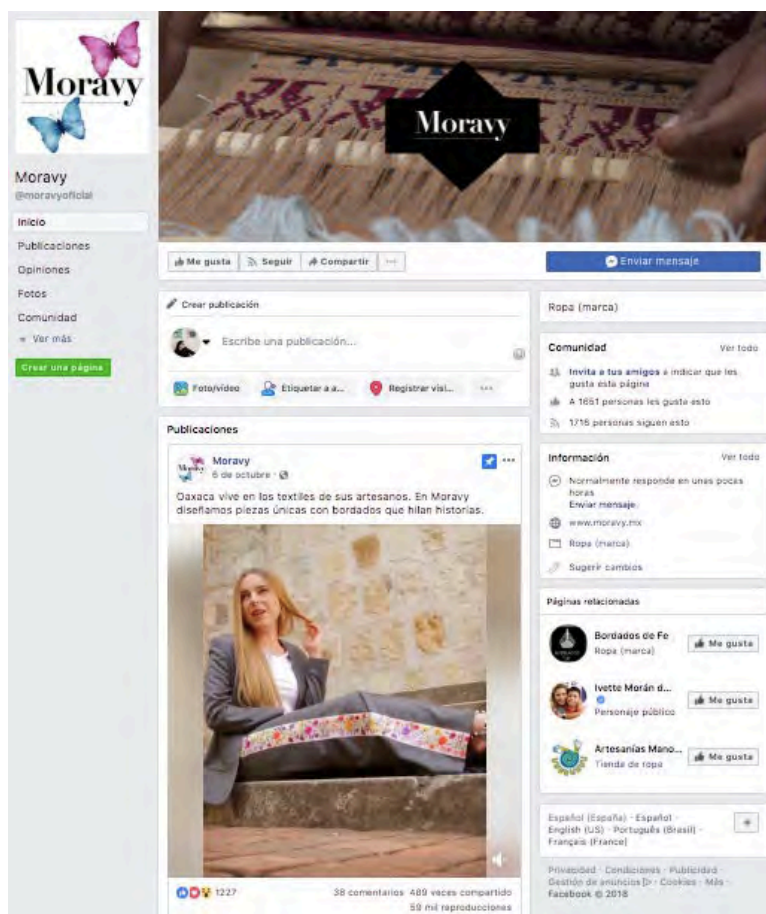 Moravy
Moravy
Moravy
@moravyoficial
Inicio
Publicaciones
Opiniones
Fotos
Comunidad
Ver más
Crear una página
Me gusta
Seguir
Compartir
...
Enviar mensaje
Crear publicación
Escribe una publicación...
Foto/video
Etiquetar a a...
Registrar visi...
...
Publicaciones
Moravy
6 de octubre ·
Oaxaca vive en los textiles de sus artesanos. En Moravy
diseñamos piezas únicas con bordados que hilan historias.
1227
38 comentarios 489 veces compartido
59 mil reproducciones
Ropa (marca)
Comunidad Ver todo
Invita a tus amigos a indicar que les
gusta esta página
A 1651 personas les gusta esto
1716 personas siguen esto
Información Ver todo
Normalmente responde en unas pocas
horas
Enviar mensaje
www.moravy.mx
Ropa (marca)
Sugerir cambios
Páginas relacionadas
Bordados de Fe
Ropa (marca)
Me gusta
Ivette Morán d...
Personaje público
Me gusta
Artesanías Mano...
Tienda de ropa
Me gusta
Español (España) · Español ·
English (US) · Português (Brasil) ·
Français (France)
Privacidad · Condiciones · Publicidad ·
Gestión de anuncios · Cookies · Más ·
Facebook © 2018